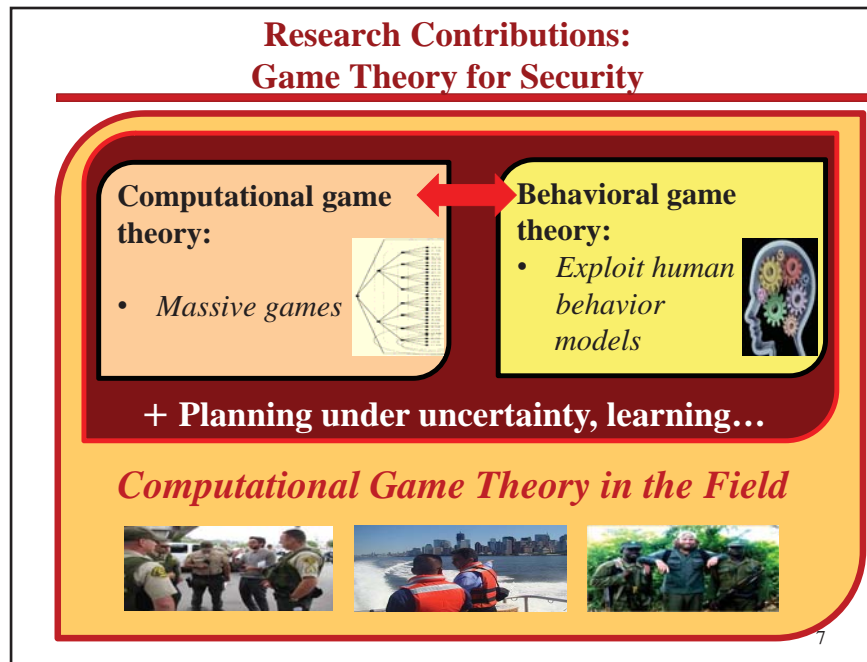 Research Contributions:
Game Theory for Security
Computational game
theory:
• Massive games
Behavioral game
theory:
• Exploit human
behavior
models
+ Planning under uncertainty, learning…
Computational Game Theory in the Field
7